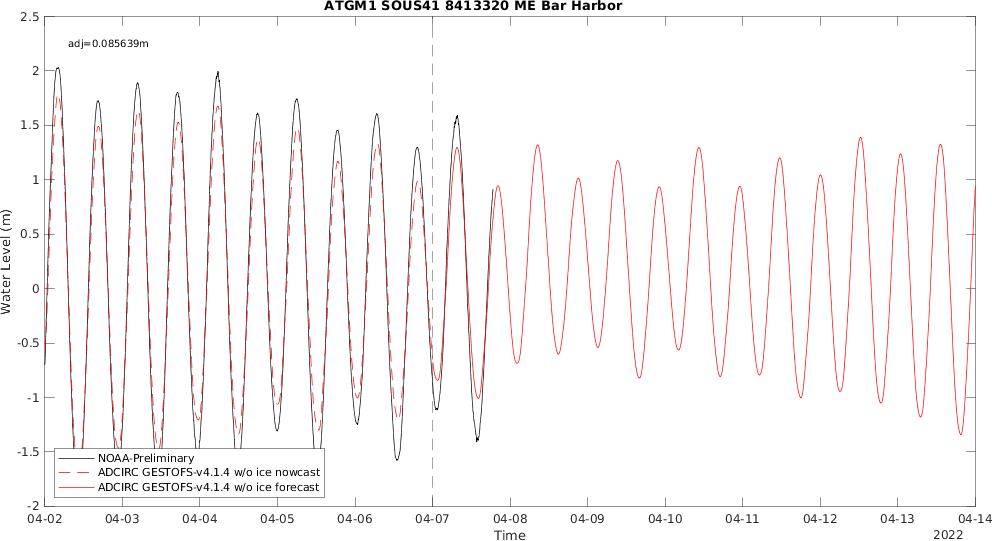 ATGM1 SOUS41 8413320 ME Bar Harbor
adj=0.085639m
2.5
2
1.5
1
0.5
0
-0.5
-1
-1.5
-2
Water Level (m)
NOAA-Preliminary
ADCIRC GESTOFS-v4.1.4 w/o ice nowcast
ADCIRC GESTOFS-v4.1.4 w/o ice forecast
04-02 04-03 04-04 04-05 04-06 04-07 04-08 04-09 04-10 04-11 04-12 04-13 04-14
Time
2022